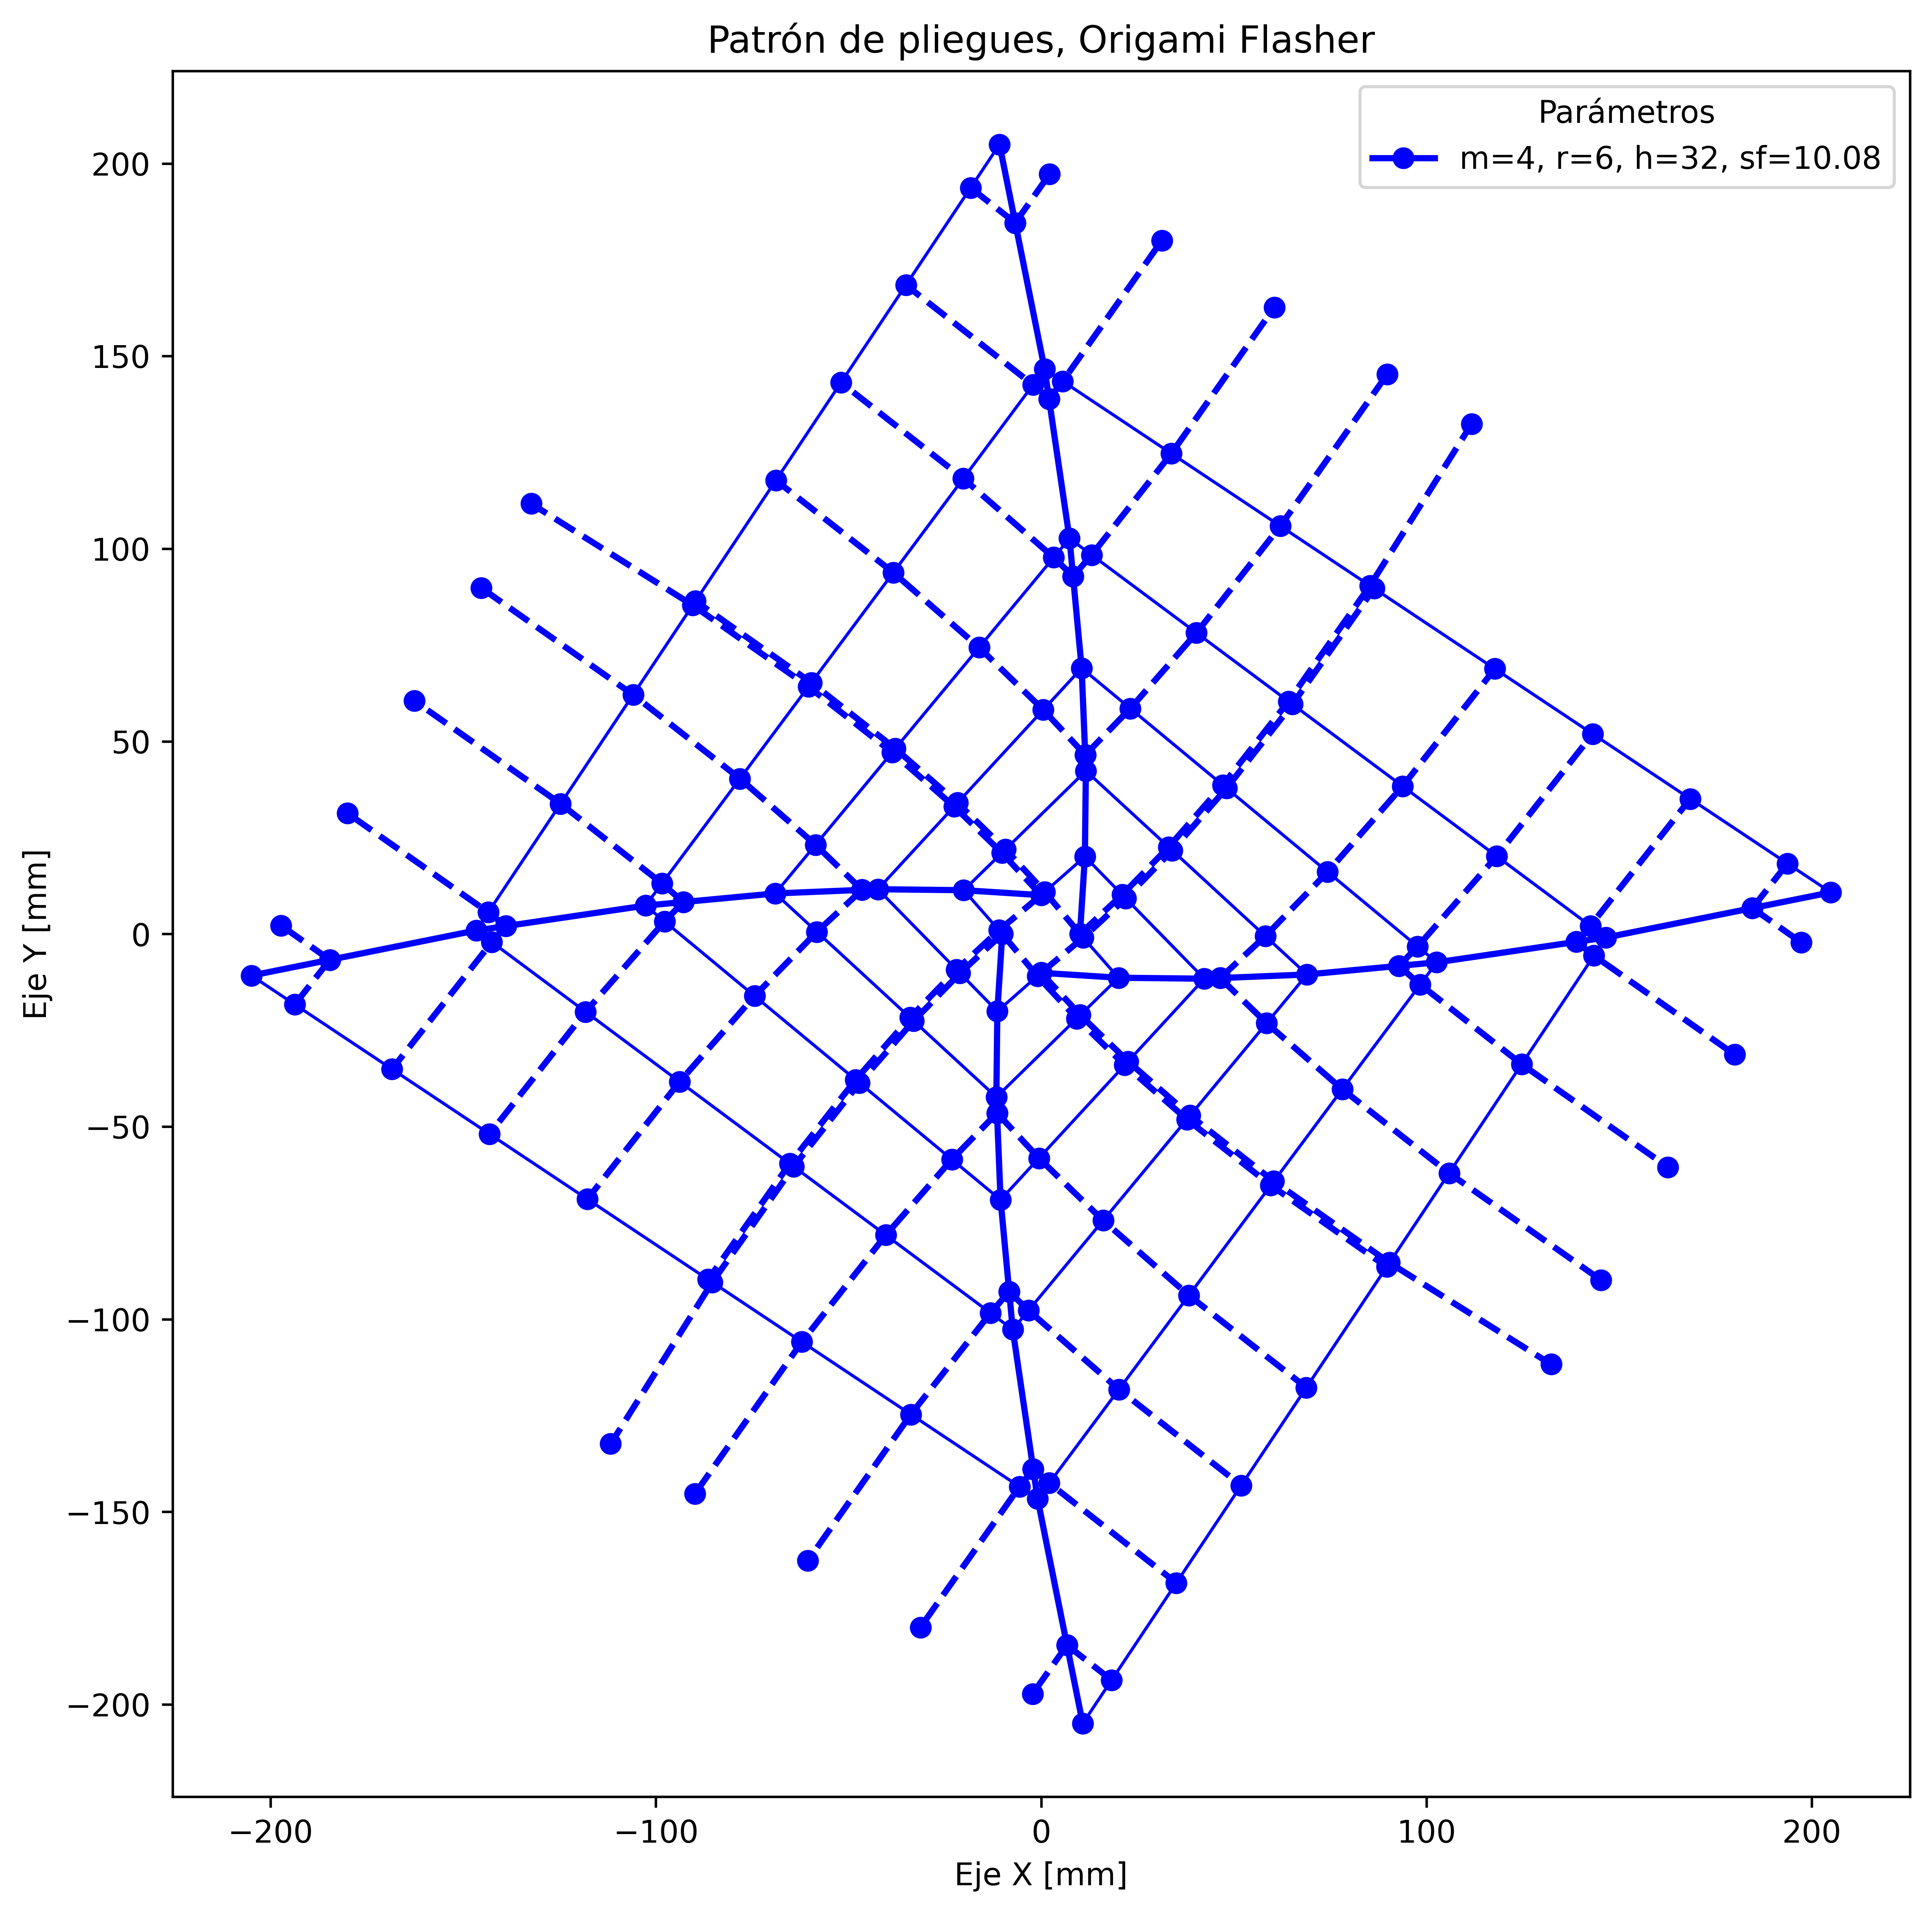 Patrón de pliegues, Origami Flasher
Parámetros
m=4, r=6, h=32, sf=10.08
200
150
100
50
0
−50
−100
−150
−200
Eje Y [mm]
−200 −100 0 100 200
Eje X [mm]